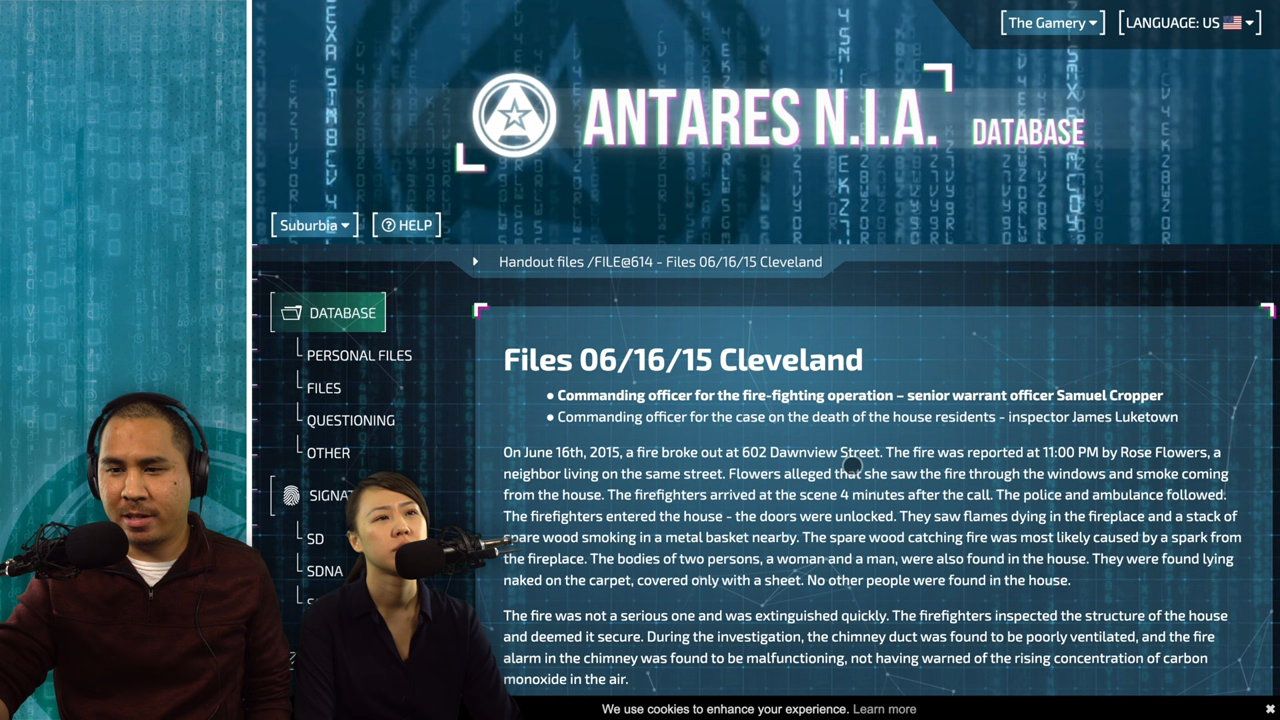 The Gamery
LANGUAGE: US
ANTARES N.I.A. DATABASE
Suburbia
HELP
Handout files /FILE@614 - Files 06/16/15 Cleveland
DATABASE
PERSONAL FILES
FILES
QUESTIONING
OTHER
SD
SDNA
Files 06/16/15 Cleveland
• Commanding officer for the fire-fighting operation – senior warrant officer Samuel Cropper
• Commanding officer for the case on the death of the house residents - inspector James Luketown
On June 16th, 2015, a fire broke out at 602 Dawnview Street. The fire was reported at 11:00 PM by Rose Flowers, a
neighbor living on the same street. Flowers alleged that she saw the fire through the windows and smoke coming
from the house. The firefighters arrived at the scene 4 minutes after the call. The police and ambulance followed.
The firefighters entered the house - the doors were unlocked. They saw flames dying in the fireplace and a stack of
spare wood smoking in a metal basket nearby. The spare wood catching fire was most likely caused by a spark from
the fireplace. The bodies of two persons, a woman and a man, were also found in the house. They were found lying
naked on the carpet, covered only with a sheet. No other people were found in the house.
The fire was not a serious one and was extinguished quickly. The firefighters inspected the structure of the house
and deemed it secure. During the investigation, the chimney duct was found to be poorly ventilated, and the fire
alarm in the chimney was found to be malfunctioning, not having warned of the rising concentration of carbon
monoxide in the air.
We use cookies to enhance your experience. Learn more